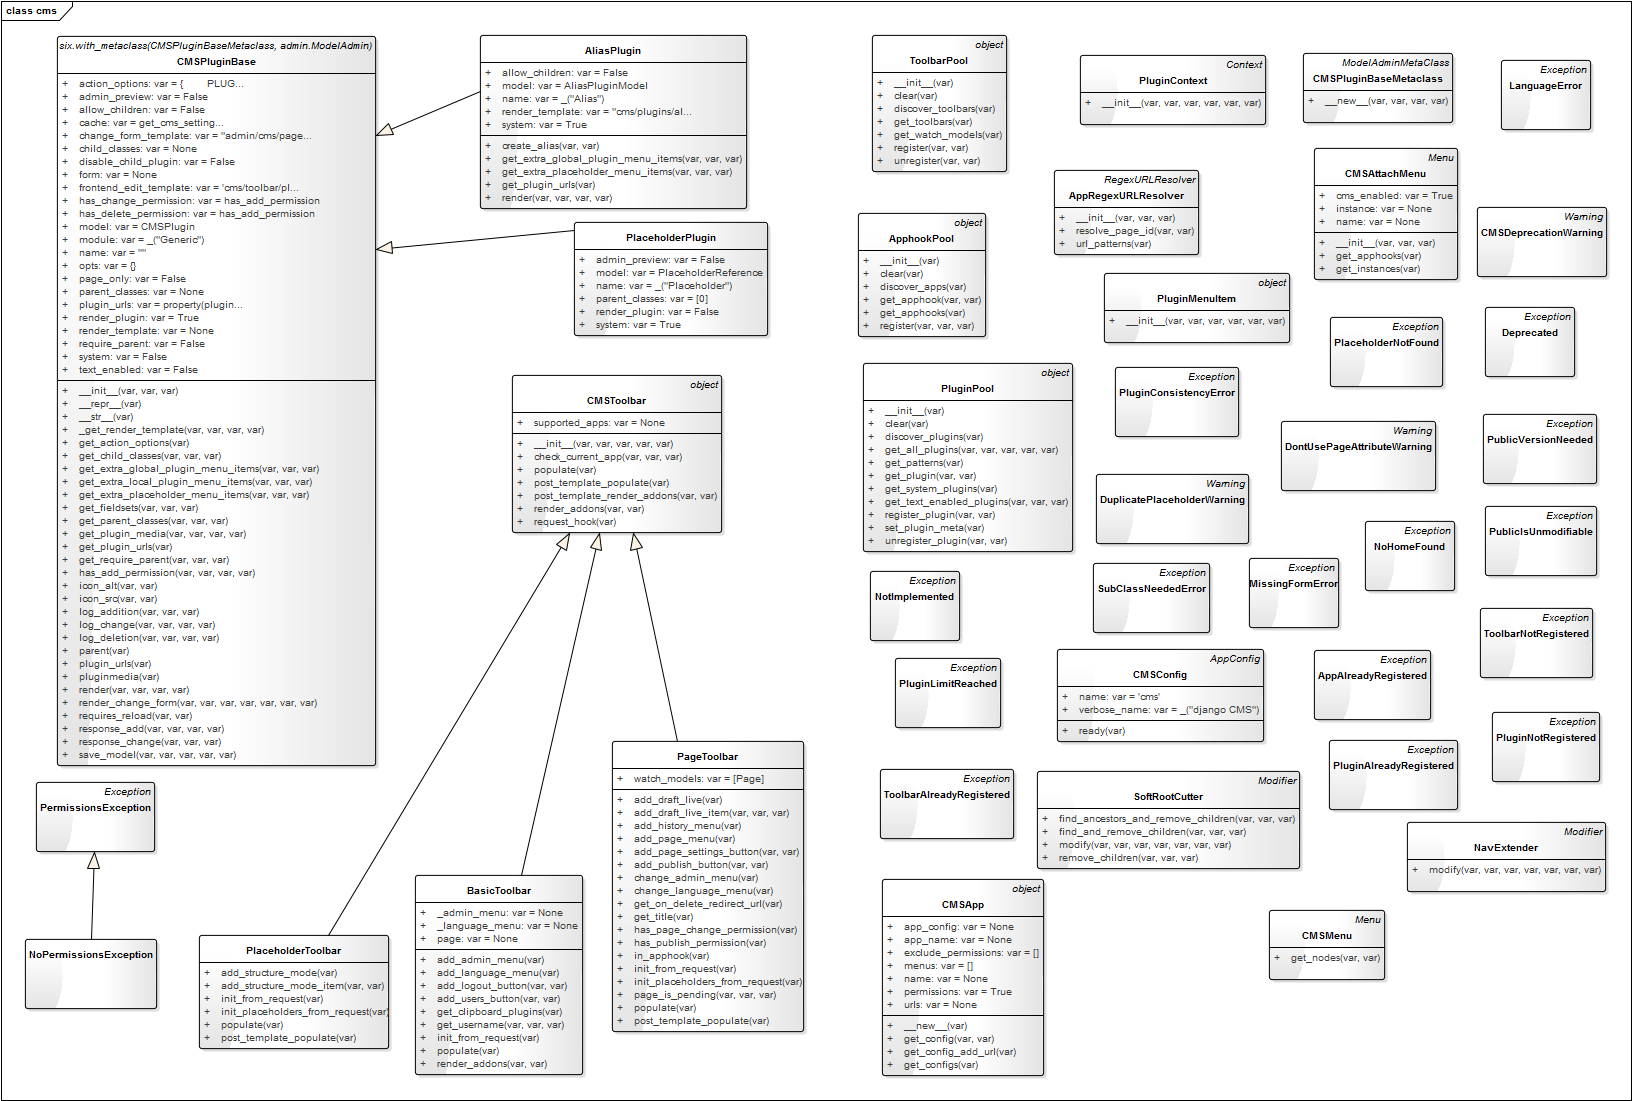 class cms
six.with_metaclass(CMSPluginBaseMetaclass, admin.ModelAdmin)
CMSPluginBase
+ action_options: var = { PLUG...
+ admin_preview: var = False
+ allow_children: var = False
+ cache: var = get_cms_setting...
+ change_form_template: var = "admin/cms/page...
+ child_classes: var = None
+ disable_child_plugin: var = False
+ form: var = None
+ frontend_edit_template: var = 'cms/toolbar/pl...
+ has_change_permission: var = has_add_permission
+ has_delete_permission: var = has_add_permission
+ model: var = CMSPlugin
+ module: var = _("Generic")
+ name: var = ""
+ opts: var = {}
+ page_only: var = False
+ parent_classes: var = None
+ plugin_urls: var = property(plugin...
+ render_plugin: var = True
+ render_template: var = None
+ require_parent: var = False
+ system: var = False
+ text_enabled: var = False
+ __init__(var, var, var)
+ __repr__(var)
+ __str__(var)
+ _get_render_template(var, var, var, var)
+ get_action_options(var)
+ get_child_classes(var, var, var)
+ get_extra_global_plugin_menu_items(var, var, var)
+ get_extra_local_plugin_menu_items(var, var, var)
+ get_extra_placeholder_menu_items(var, var, var)
+ get_fieldsets(var, var, var)
+ get_parent_classes(var, var, var)
+ get_plugin_media(var, var, var, var)
+ get_plugin_urls(var)
+ get_require_parent(var, var, var)
+ has_add_permission(var, var, var, var)
+ icon_alt(var, var)
+ icon_src(var, var)
+ log_addition(var, var, var)
+ log_change(var, var, var, var)
+ log_deletion(var, var, var, var)
+ parent(var)
+ plugin_urls(var)
+ pluginmedia(var)
+ render(var, var, var, var)
+ render_change_form(var, var, var, var, var, var, var)
+ requires_reload(var, var)
+ response_add(var, var, var, var)
+ response_change(var, var, var)
+ save_model(var, var, var, var, var)
AliasPlugin
+ allow_children: var = False
+ model: var = AliasPluginModel
+ name: var = _("Alias")
+ render_template: var = "cms/plugins/al...
+ system: var = True
+ create_alias(var, var)
+ get_extra_global_plugin_menu_items(var, var, var)
+ get_extra_placeholder_menu_items(var, var, var)
+ get_plugin_urls(var)
+ render(var, var, var, var)
PlaceholderPlugin
+ admin_preview: var = False
+ model: var = PlaceholderReference
+ name: var = _("Placeholder")
+ parent_classes: var = [0]
+ render_plugin: var = False
+ system: var = True
object
CMSToolbar
+ supported_apps: var = None
+ __init__(var, var, var, var, var)
+ check_current_app(var, var, var)
+ populate(var)
+ post_template_populate(var)
+ post_template_render_addons(var, var)
+ render_addons(var, var)
+ request_hook(var)
Exception
PermissionsException
NoPermissionsException
PlaceholderToolbar
+ add_structure_mode(var)
+ add_structure_mode_item(var, var)
+ init_from_request(var)
+ init_placeholders_from_request(var)
+ populate(var)
+ post_template_populate(var)
BasicToolbar
+ _admin_menu: var = None
+ _language_menu: var = None
+ page: var = None
+ add_admin_menu(var)
+ add_language_menu(var)
+ add_logout_button(var, var)
+ add_users_button(var, var)
+ get_clipboard_plugins(var)
+ get_username(var, var, var)
+ init_from_request(var)
+ populate(var)
+ render_addons(var, var)
PageToolbar
+ watch_models: var = [Page]
+ add_draft_live(var)
+ add_draft_live_item(var, var, var)
+ add_history_menu(var)
+ add_page_menu(var)
+ add_page_settings_button(var, var)
+ add_publish_button(var, var)
+ change_admin_menu(var)
+ change_language_menu(var)
+ get_on_delete_redirect_url(var)
+ get_title(var)
+ has_page_change_permission(var)
+ has_publish_permission(var)
+ in_apphook(var)
+ init_from_request(var)
+ init_placeholders_from_request(var)
+ page_is_pending(var, var, var)
+ populate(var)
+ post_template_populate(var)
object
ToolbarPool
+ __init__(var)
+ clear(var)
+ discover_toolbars(var)
+ get_toolbars(var)
+ get_watch_models(var)
+ register(var, var)
+ unregister(var, var)
object
ApphookPool
+ __init__(var)
+ clear(var)
+ discover_apps(var)
+ get_apphook(var, var)
+ get_apphooks(var)
+ register(var, var, var)
object
PluginPool
+ __init__(var)
+ clear(var)
+ discover_plugins(var)
+ get_all_plugins(var, var, var, var, var)
+ get_patterns(var)
+ get_plugin(var, var)
+ get_system_plugins(var)
+ get_text_enabled_plugins(var, var, var)
+ register_plugin(var, var)
+ set_plugin_meta(var)
+ unregister_plugin(var, var)
Exception
NotImplemented
Exception
PluginLimitReached
Exception
ToolbarAlreadyRegistered
object
CMSApp
+ app_config: var = None
+ app_name: var = None
+ exclude_permissions: var = []
+ menus: var = []
+ name: var = None
+ permissions: var = True
+ urls: var = None
+ __new__(var)
+ get_config(var, var)
+ get_config_add_url(var)
+ get_configs(var)
Context
PluginContext
+ __init__(var, var, var, var, var, var)
RegexURLResolver
AppRegexURLResolver
+ __init__(var, var, var)
+ resolve_page_id(var, var)
+ url_patterns(var)
object
PluginMenuItem
+ __init__(var, var, var, var, var, var)
Exception
PluginConsistencyError
Warning
DuplicatePlaceholderWarning
Exception
SubClassNeededError
AppConfig
CMSConfig
+ name: var = 'cms'
+ verbose_name: var = _("django CMS")
+ ready(var)
Modifier
SoftRootCutter
+ find_ancestors_and_remove_children(var, var, var)
+ find_and_remove_children(var, var, var)
+ modify(var, var, var, var, var, var, var)
+ remove_children(var, var, var)
ModelAdminMetaClass
CMSPluginBaseMetaclass
+ __new__(var, var, var, var)
Menu
CMSAttachMenu
+ cms_enabled: var = True
+ instance: var = None
+ name: var = None
+ __init__(var, var, var)
+ get_apphooks(var)
+ get_instances(var)
Exception
PlaceholderNotFound
Warning
DontUsePageAttributeWarning
Exception
NoHomeFound
Exception
MissingFormError
Exception
AppAlreadyRegistered
Exception
PluginAlreadyRegistered
Menu
CMSMenu
+ get_nodes(var, var)
Exception
LanguageError
Warning
CMSDeprecationWarning
Exception
Deprecated
Exception
PublicVersionNeeded
Exception
PublicIsUnmodifiable
Exception
ToolbarNotRegistered
Exception
PluginNotRegistered
Modifier
NavExtender
+ modify(var, var, var, var, var, var, var)